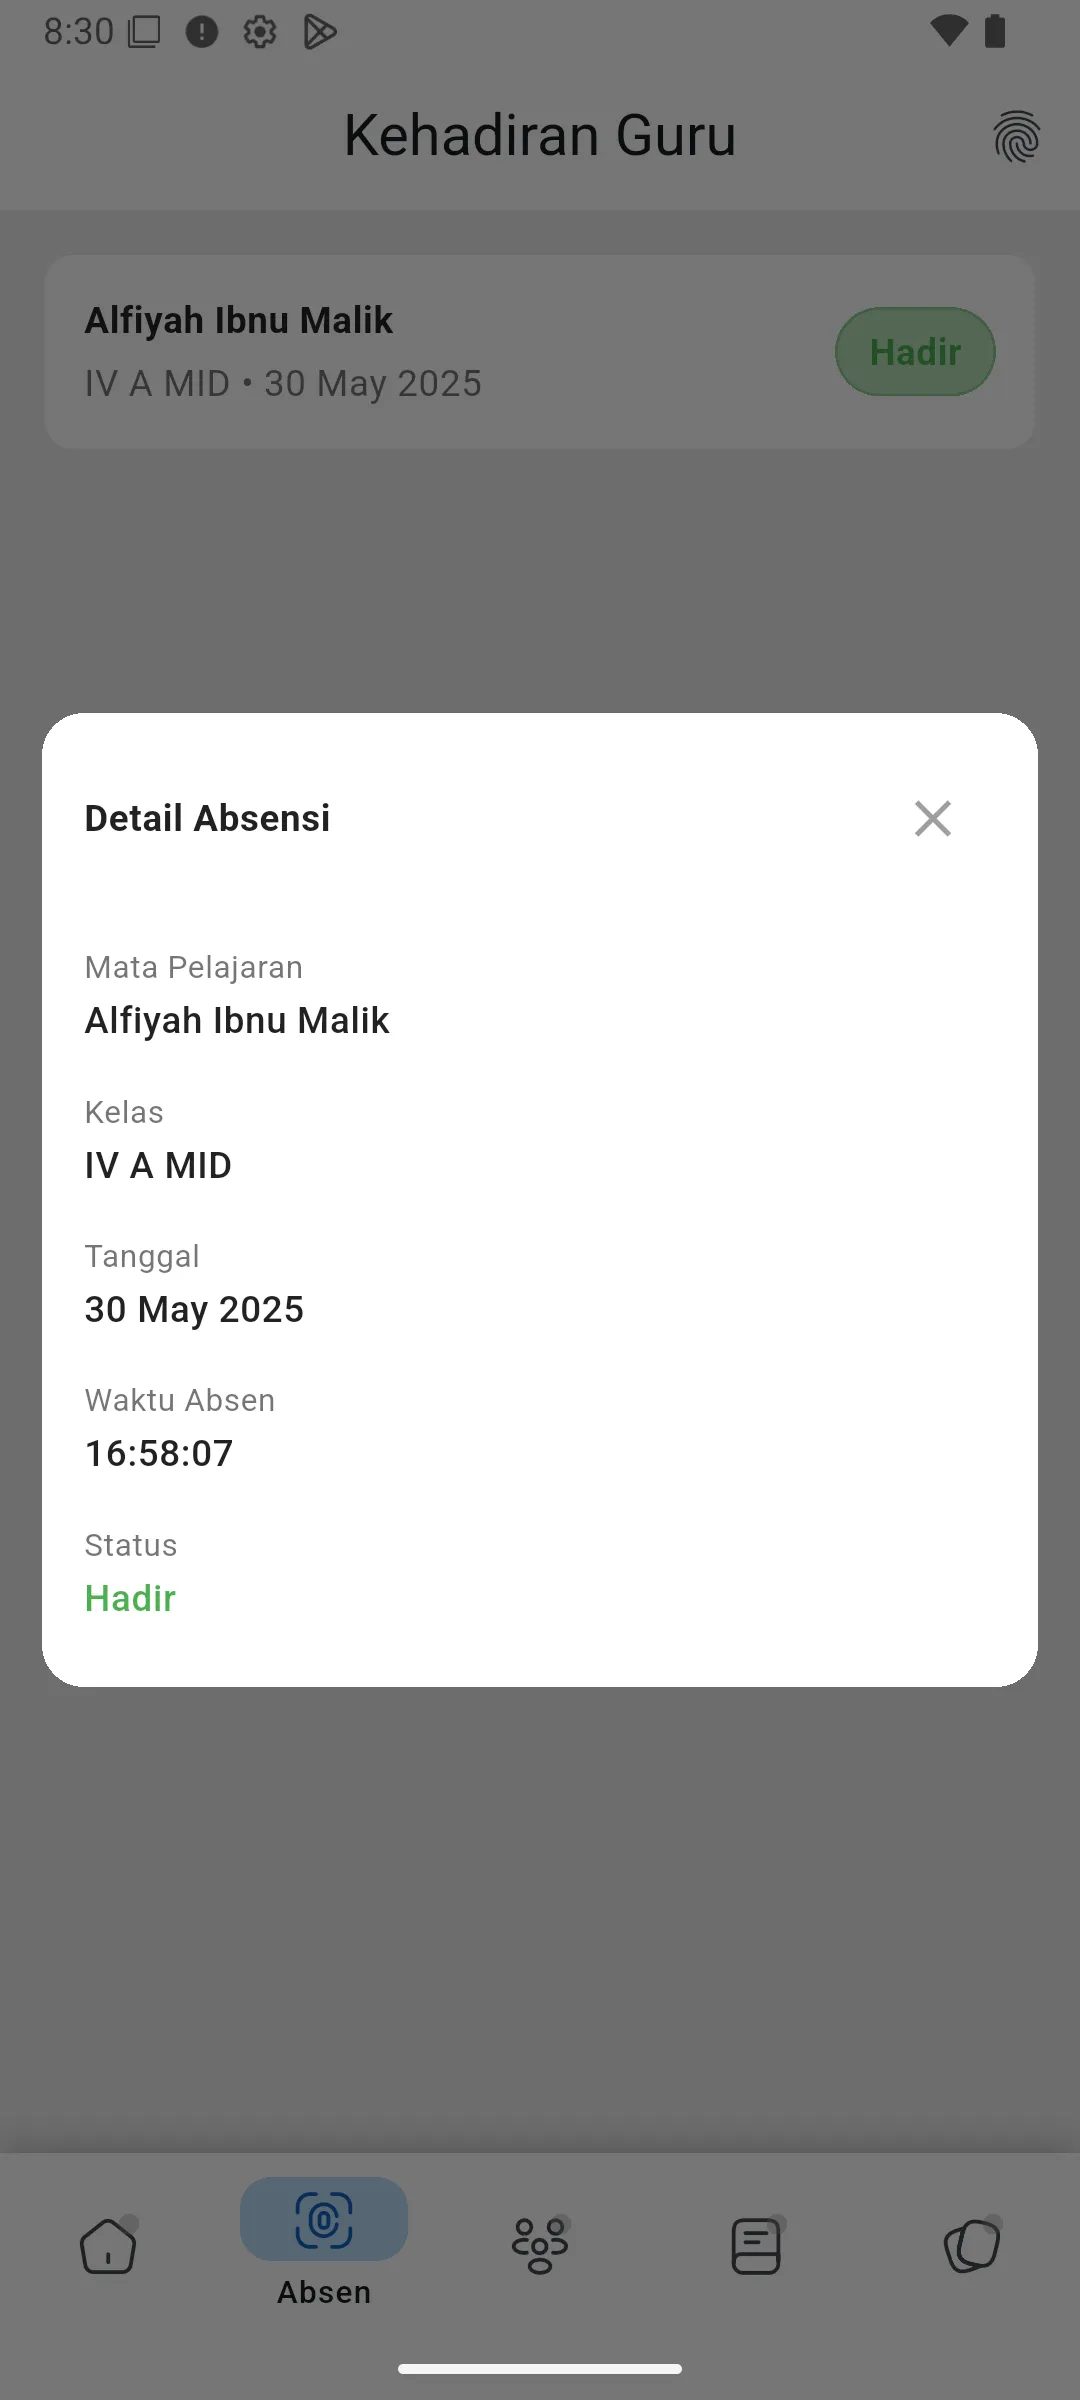 8:30
Kehadiran Guru
Alfiyah Ibnu Malik
IV A MID • 30 May 2025
Hadir
Detail Absensi
Mata Pelajaran
Alfiyah Ibnu Malik
Kelas
IV A MID
Tanggal
30 May 2025
Waktu Absen
16:58:07
Status
Hadir
Absen